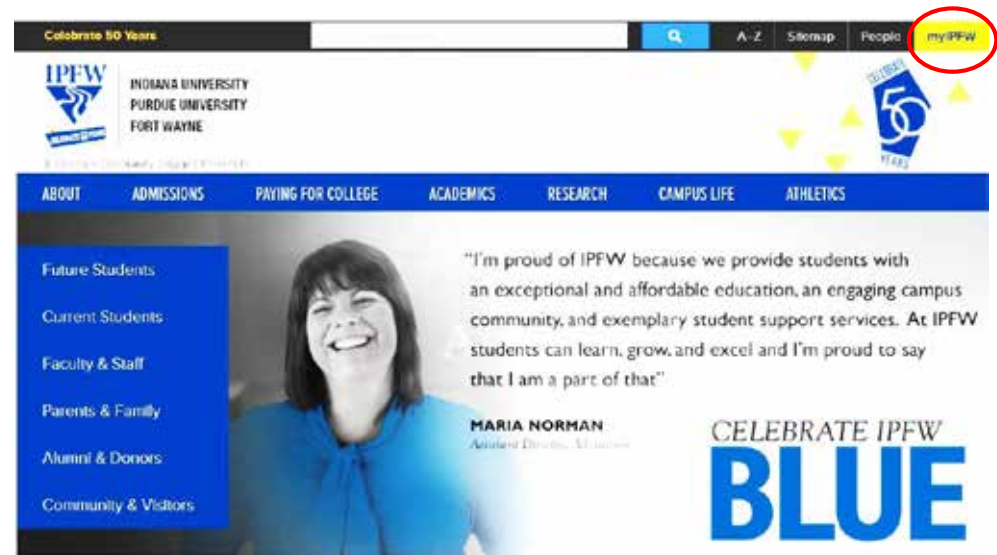 Celebrate 50 Years
A-Z Sitemap People myIPFW
IPFW
INDIANA UNIVERSITY
PURDUE UNIVERSITY
FORT WAYNE
CELEBRATE
50
YEARS
ABOUT ADMISSIONS PAYING FOR COLLEGE ACADEMICS RESEARCH CAMPUS LIFE ATHLETICS
Future Students
Current Students
Faculty & Staff
Parents & Family
Alumni & Donors
Community & Visitors
"I'm proud of IPFW because we provide students with
an exceptional and affordable education, an engaging campus
community, and exemplary student support services. At IPFW
students can learn, grow, and excel and I'm proud to say
that I am a part of that"
MARIA NORMAN
CELEBRATE IPFW
BLUE